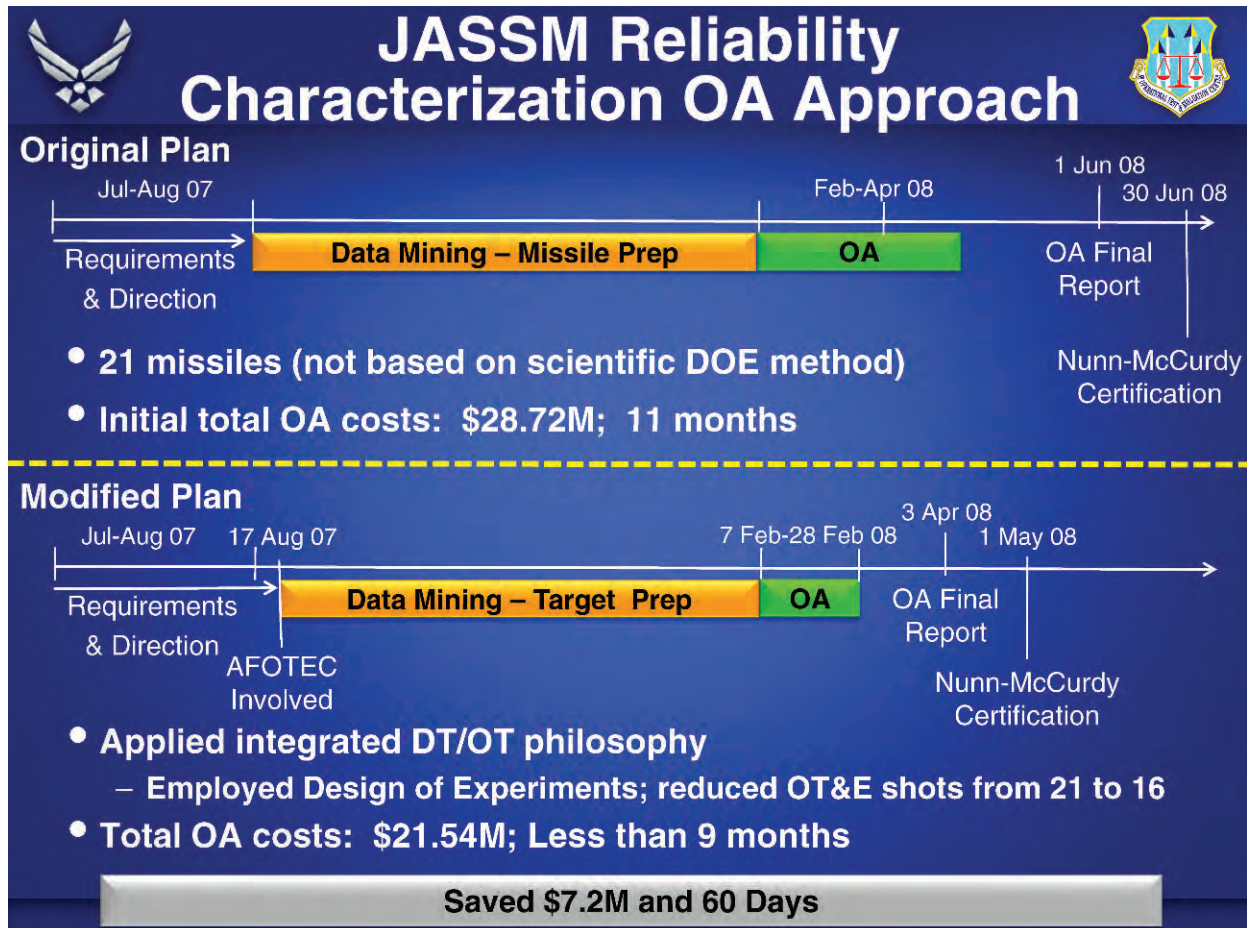 JASSM Reliability
Characterization OA Approach
Original Plan
Jul-Aug 07
Feb-Apr 08
1 Jun 08
30 Jun 08
Requirements
& Direction
Data Mining – Missile Prep
OA
OA Final
Report
Nunn-McCurdy
Certification
• 21 missiles (not based on scientific DOE method)
• Initial total OA costs: $28.72M; 11 months
Modified Plan
Jul-Aug 07
17 Aug 07
7 Feb-28 Feb 08
3 Apr 08
1 May 08
Requirements
& Direction
AFOTEC
Involved
Data Mining – Target Prep
OA
OA Final
Report
Nunn-McCurdy
Certification
• Applied integrated DT/OT philosophy
– Employed Design of Experiments; reduced OT&E shots from 21 to 16
• Total OA costs: $21.54M; Less than 9 months
Saved $7.2M and 60 Days